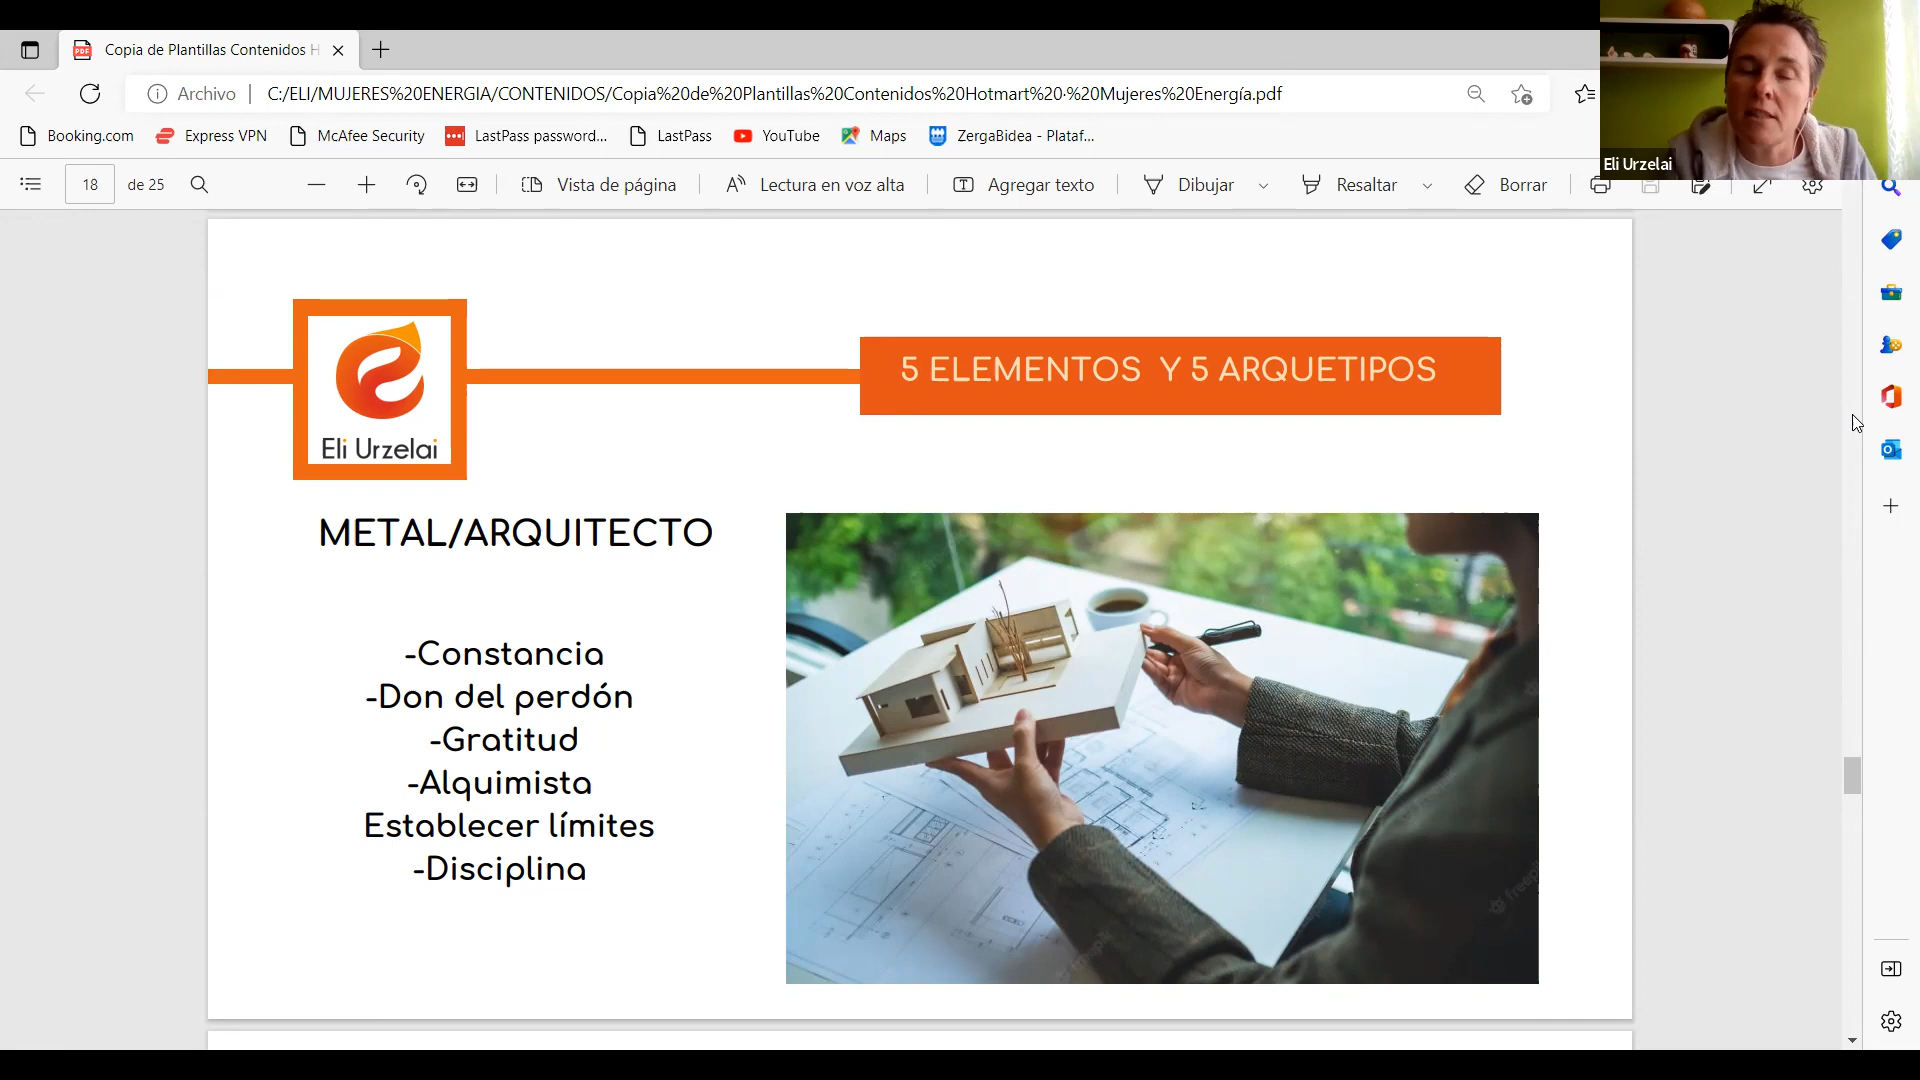 Copia de Plantillas Contenidos H
Archivo
C:/ELI/MUJERES%20ENERGIA/CONTENIDOS/Copia%20de%20Plantillas%20Contenidos%20Hotmart%20·%20Mujeres%20Energía.pdf
Booking.com
Express VPN
McAfee Security
LastPass password...
LastPass
YouTube
Maps
ZergaBidea - Plataf...
Eli Urzelai
18 de 25
Vista de página
Lectura en voz alta
Agregar texto
Dibujar
Resaltar
Borrar
5 ELEMENTOS Y 5 ARQUETIPOS
Eli Urzelai
METAL/ARQUITECTO
-Constancia
-Don del perdón
-Gratitud
-Alquimista
Establecer límites
-Disciplina